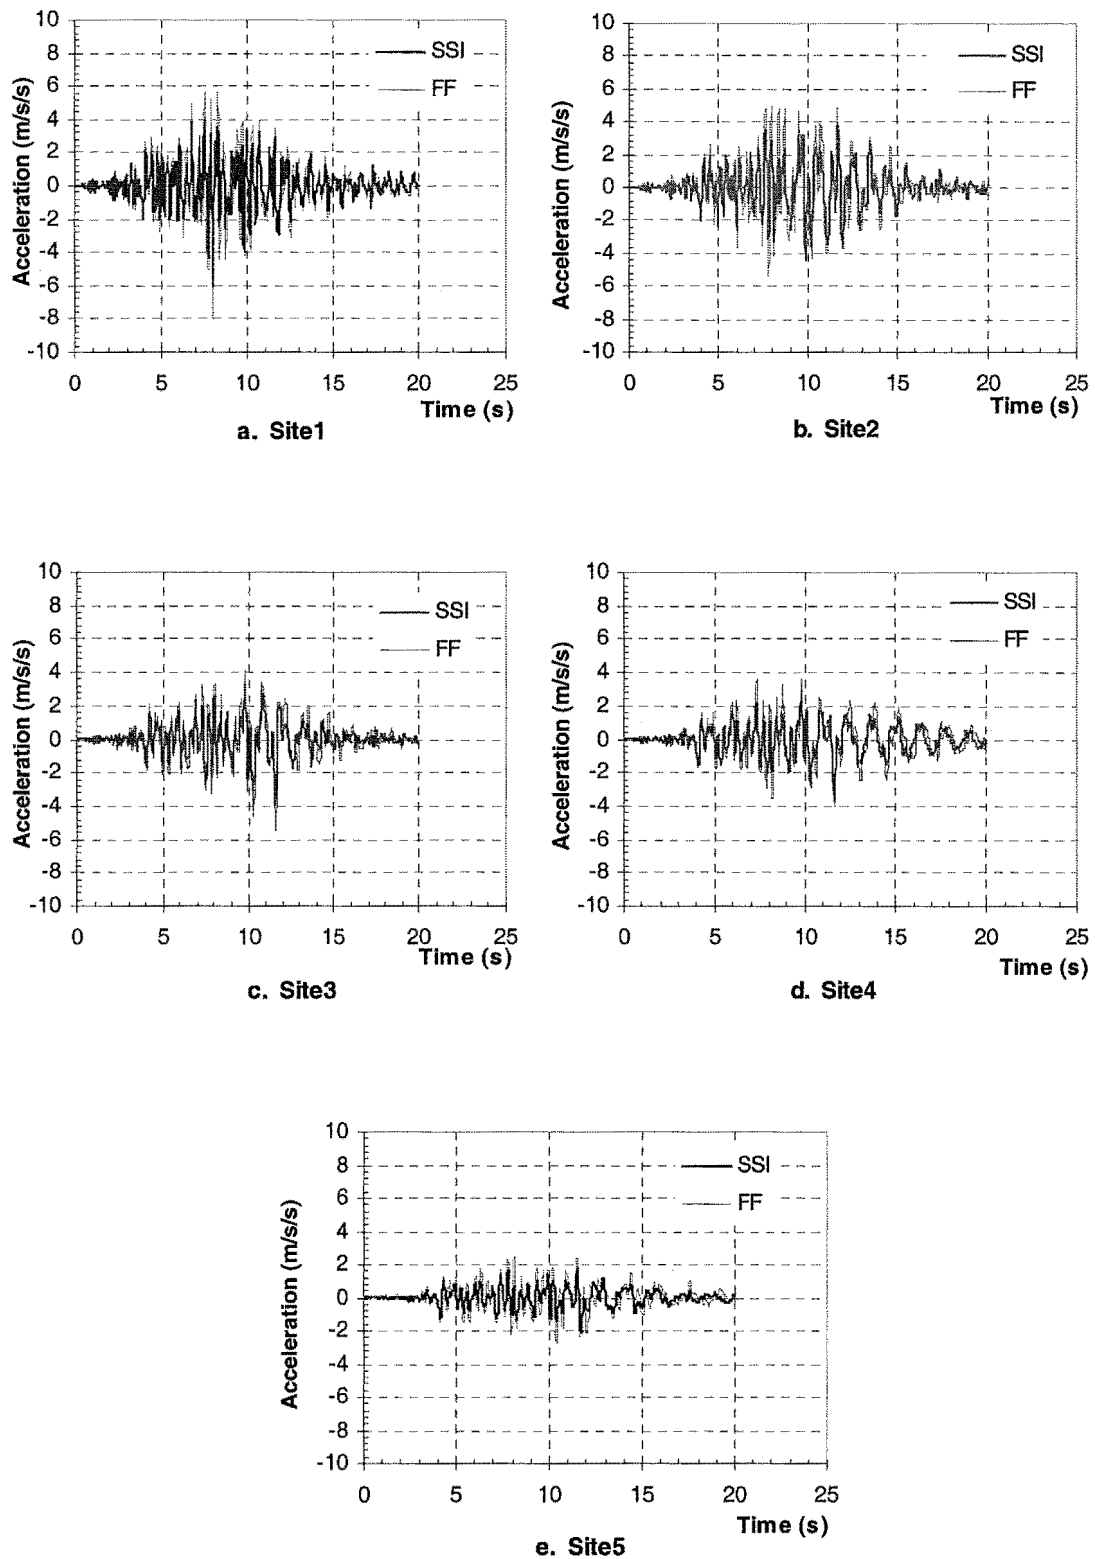 10
8
6
4
2
0
-2
-4
-6
-8
-10
Acceleration (m/s/s)
SSI
FF
0 5 10 15 20 25
Time (s)
a. Site1
10
8
6
4
2
0
-2
-4
-6
-8
-10
Acceleration (m/s/s)
SSI
FF
0 5 10 15 20 25
Time (s)
b. Site2
10
8
6
4
2
0
-2
-4
-6
-8
-10
Acceleration (m/s/s)
SSI
FF
0 5 10 15 20 25
Time (s)
c. Site3
10
8
6
4
2
0
-2
-4
-6
-8
-10
Acceleration (m/s/s)
SSI
FF
0 5 10 15 20 25
Time (s)
d. Site4
10
8
6
4
2
0
-2
-4
-6
-8
-10
Acceleration (m/s/s)
SSI
FF
0 5 10 15 20 25
Time (s)
e. Site5